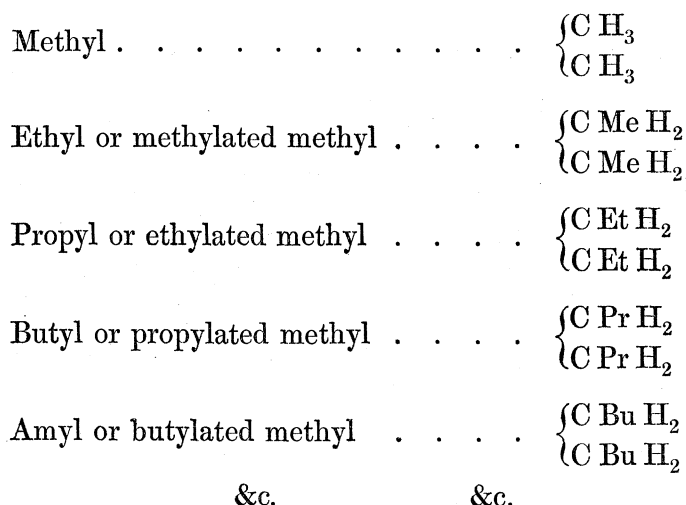 Methyl . . . . . . . . . . . . { C H₃
{ C H₃
Ethyl or methylated methyl . . . . { C Me H₂
{ C Me H₂
Propyl or ethylated methyl . . . . { C Et H₂
{ C Et H₂
Butyl or propylated methyl . . . . { C Pr H₂
{ C Pr H₂
Amyl or butylated methyl . . . . { C Bu H₂
{ C Bu H₂
&c. &c.